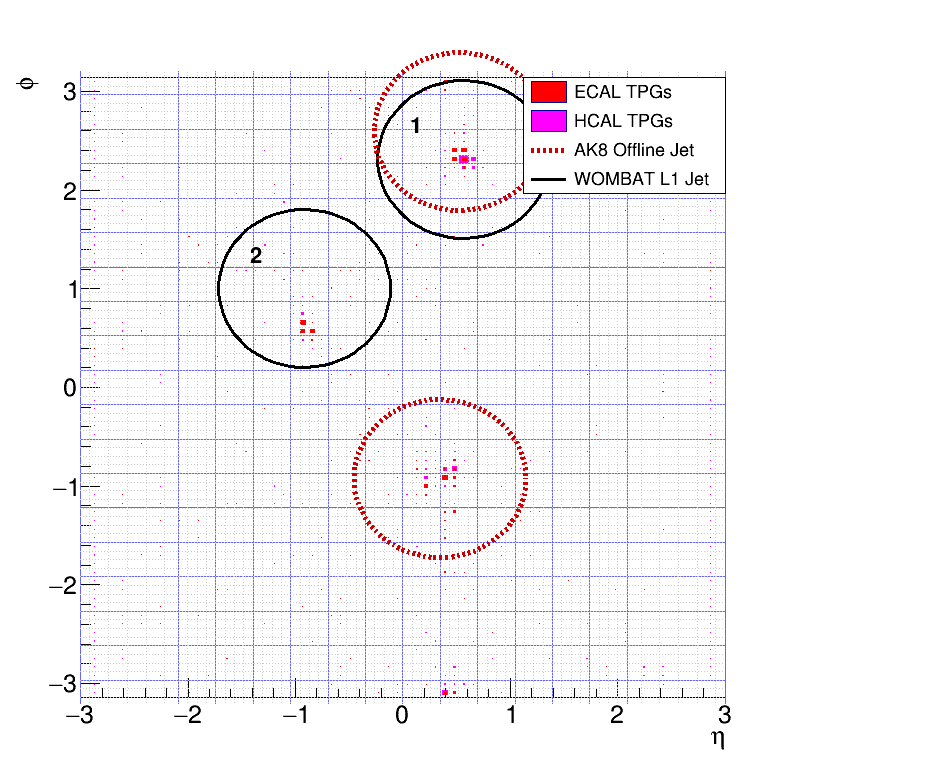 ϕ
3
2
1
0
−1
−2
−3
1
2
ECAL TPGs
HCAL TPGs
AK8 Offline Jet
WOMBAT L1 Jet
−3 −2 −1 0 1 2 3
η